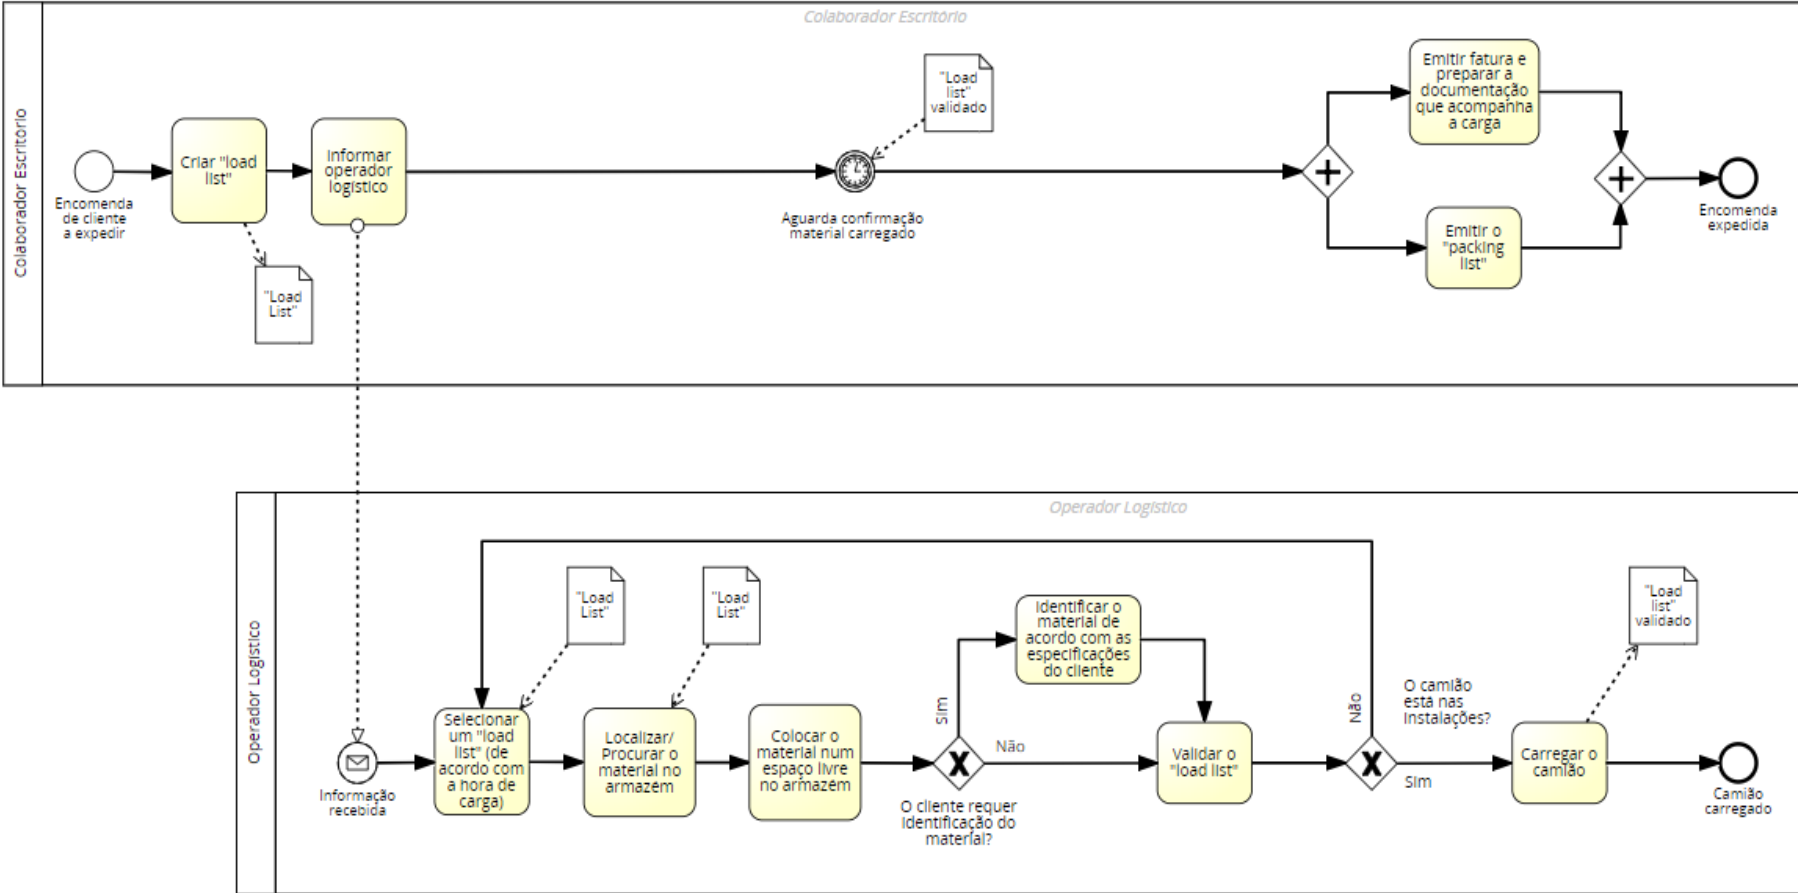 Colaborador Escritório
Colaborador Escritório
Encomenda
de cliente
a expedir
Criar "load
list"
"Load
List"
Informar
operador
logístico
"Load
list"
validado
Aguarda confirmação
material carregado
Emitir fatura e
preparar a
documentação
que acompanha
a carga
Emitir o
"packing
list"
Encomenda
expedida
Operador Logístico
Operador Logístico
Informação
recebida
Selecionar
um "load
list" (de
acordo com
a hora de
carga)
"Load
List"
Localizar/
Procurar o
material no
armazém
"Load
List"
Colocar o
material num
espaço livre
no armazém
O cliente requer
identificação do
material?
Sim
Não
Identificar o
material de
acordo com as
especificações
do cliente
Validar o
"load list"
Não
O camião
está nas
instalações?
Sim
Carregar o
camião
"Load
list"
validado
Camião
carregado